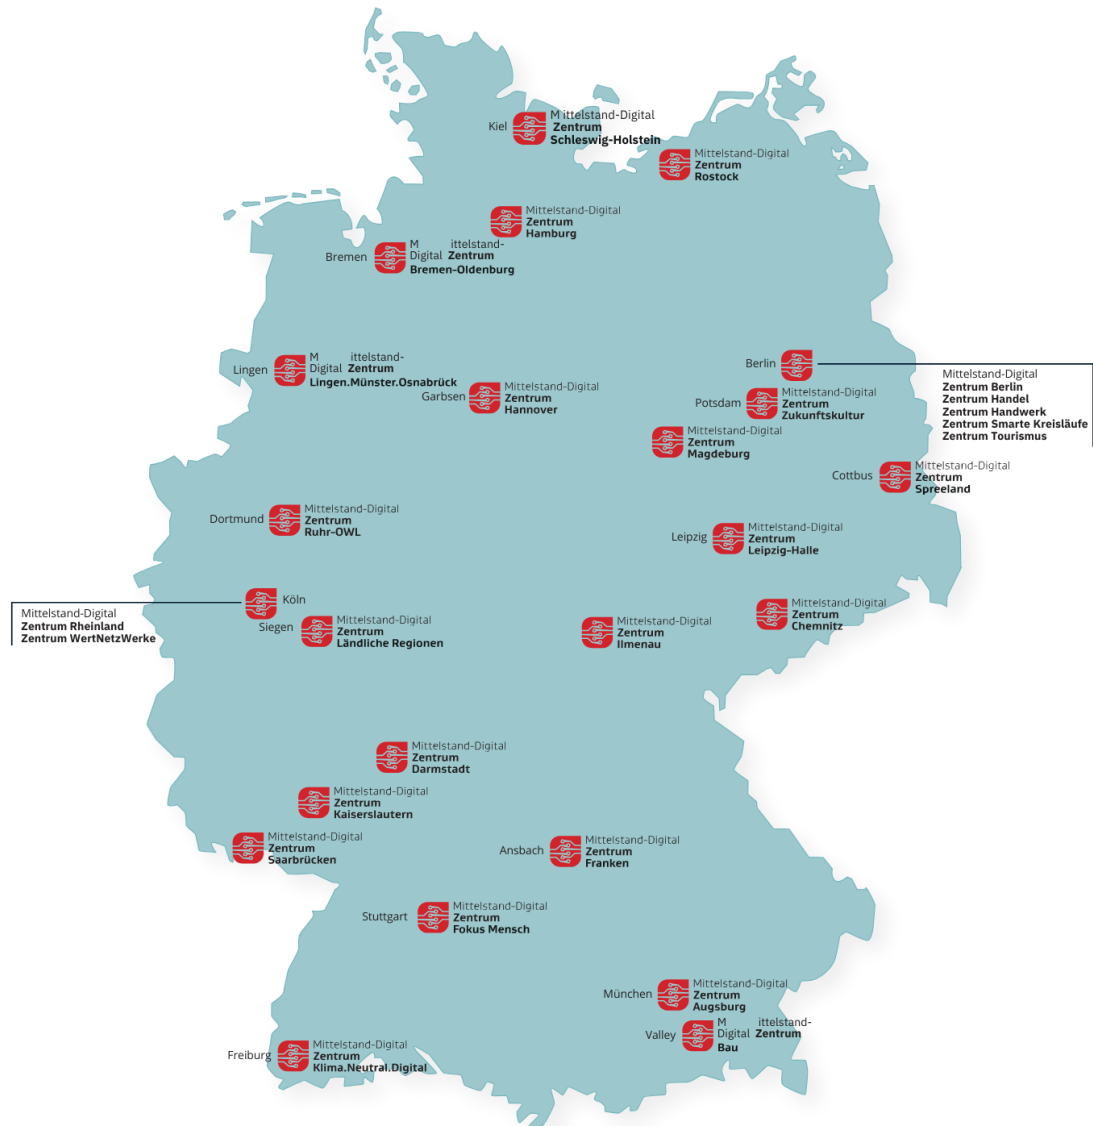 Kiel
M ittelstand-Digital
Zentrum
Schleswig-Holstein
Mittelstand-Digital
Zentrum
Rostock
Mittelstand-Digital
Zentrum
Hamburg
Bremen
M ittelstand-
Digital Zentrum
Bremen-Oldenburg
Lingen
M ittelstand-
Digital Zentrum
Lingen.Münster.Osnabrück
Garbsen
Mittelstand-Digital
Zentrum
Hannover
Berlin
Mittelstand-Digital
Zentrum Berlin
Zentrum Handel
Zentrum Handwerk
Zentrum Smarte Kreisläufe
Zentrum Tourismus
Potsdam
Mittelstand-Digital
Zentrum
Zukunftskultur
Mittelstand-Digital
Zentrum
Magdeburg
Cottbus
Mittelstand-Digital
Zentrum
Spreeland
Dortmund
Mittelstand-Digital
Zentrum
Ruhr-OWL
Leipzig
Mittelstand-Digital
Zentrum
Leipzig-Halle
Köln
Mittelstand-Digital
Zentrum Rheinland
Zentrum WertNetzWerke
Siegen
Mittelstand-Digital
Zentrum
Ländliche Regionen
Mittelstand-Digital
Zentrum
Ilmenau
Mittelstand-Digital
Zentrum
Chemnitz
Mittelstand-Digital
Zentrum
Darmstadt
Mittelstand-Digital
Zentrum
Kaiserslautern
Mittelstand-Digital
Zentrum
Saarbrücken
Ansbach
Mittelstand-Digital
Zentrum
Franken
Stuttgart
Mittelstand-Digital
Zentrum
Fokus Mensch
München
Mittelstand-Digital
Zentrum
Augsburg
Valley
M ittelstand-
Digital Zentrum
Bau
Freiburg
Mittelstand-Digital
Zentrum
Klima.Neutral.Digital